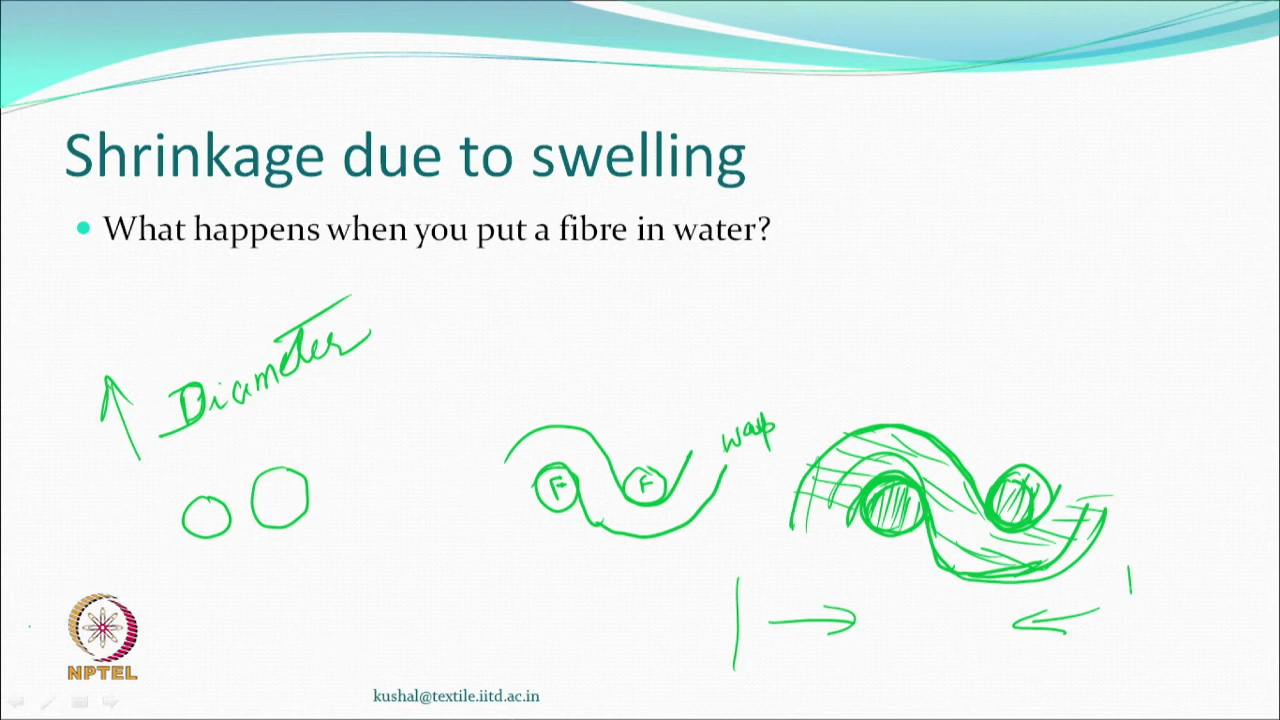 Shrinkage due to swelling
What happens when you put a fibre in water?
Diameter
F
F
warp
NPTEL
kushal@textile.iitd.ac.in